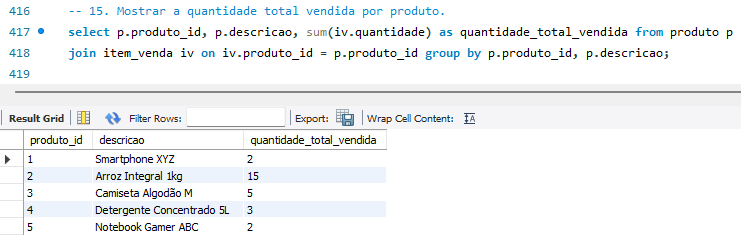 416 -- 15. Mostrar a quantidade total vendida por produto.
417 select p.produto_id, p.descricao, sum(iv.quantidade) as quantidade_total_vendida from produto p
418 join item_venda iv on iv.produto_id = p.produto_id group by p.produto_id, p.descricao;
419
Result Grid Filter Rows: Export: Wrap Cell Content:
produto_id descricao quantidade_total_vendida
1 Smartphone XYZ 2
2 Arroz Integral 1kg 15
3 Camiseta Algodão M 5
4 Detergente Concentrado 5L 3
5 Notebook Gamer ABC 2